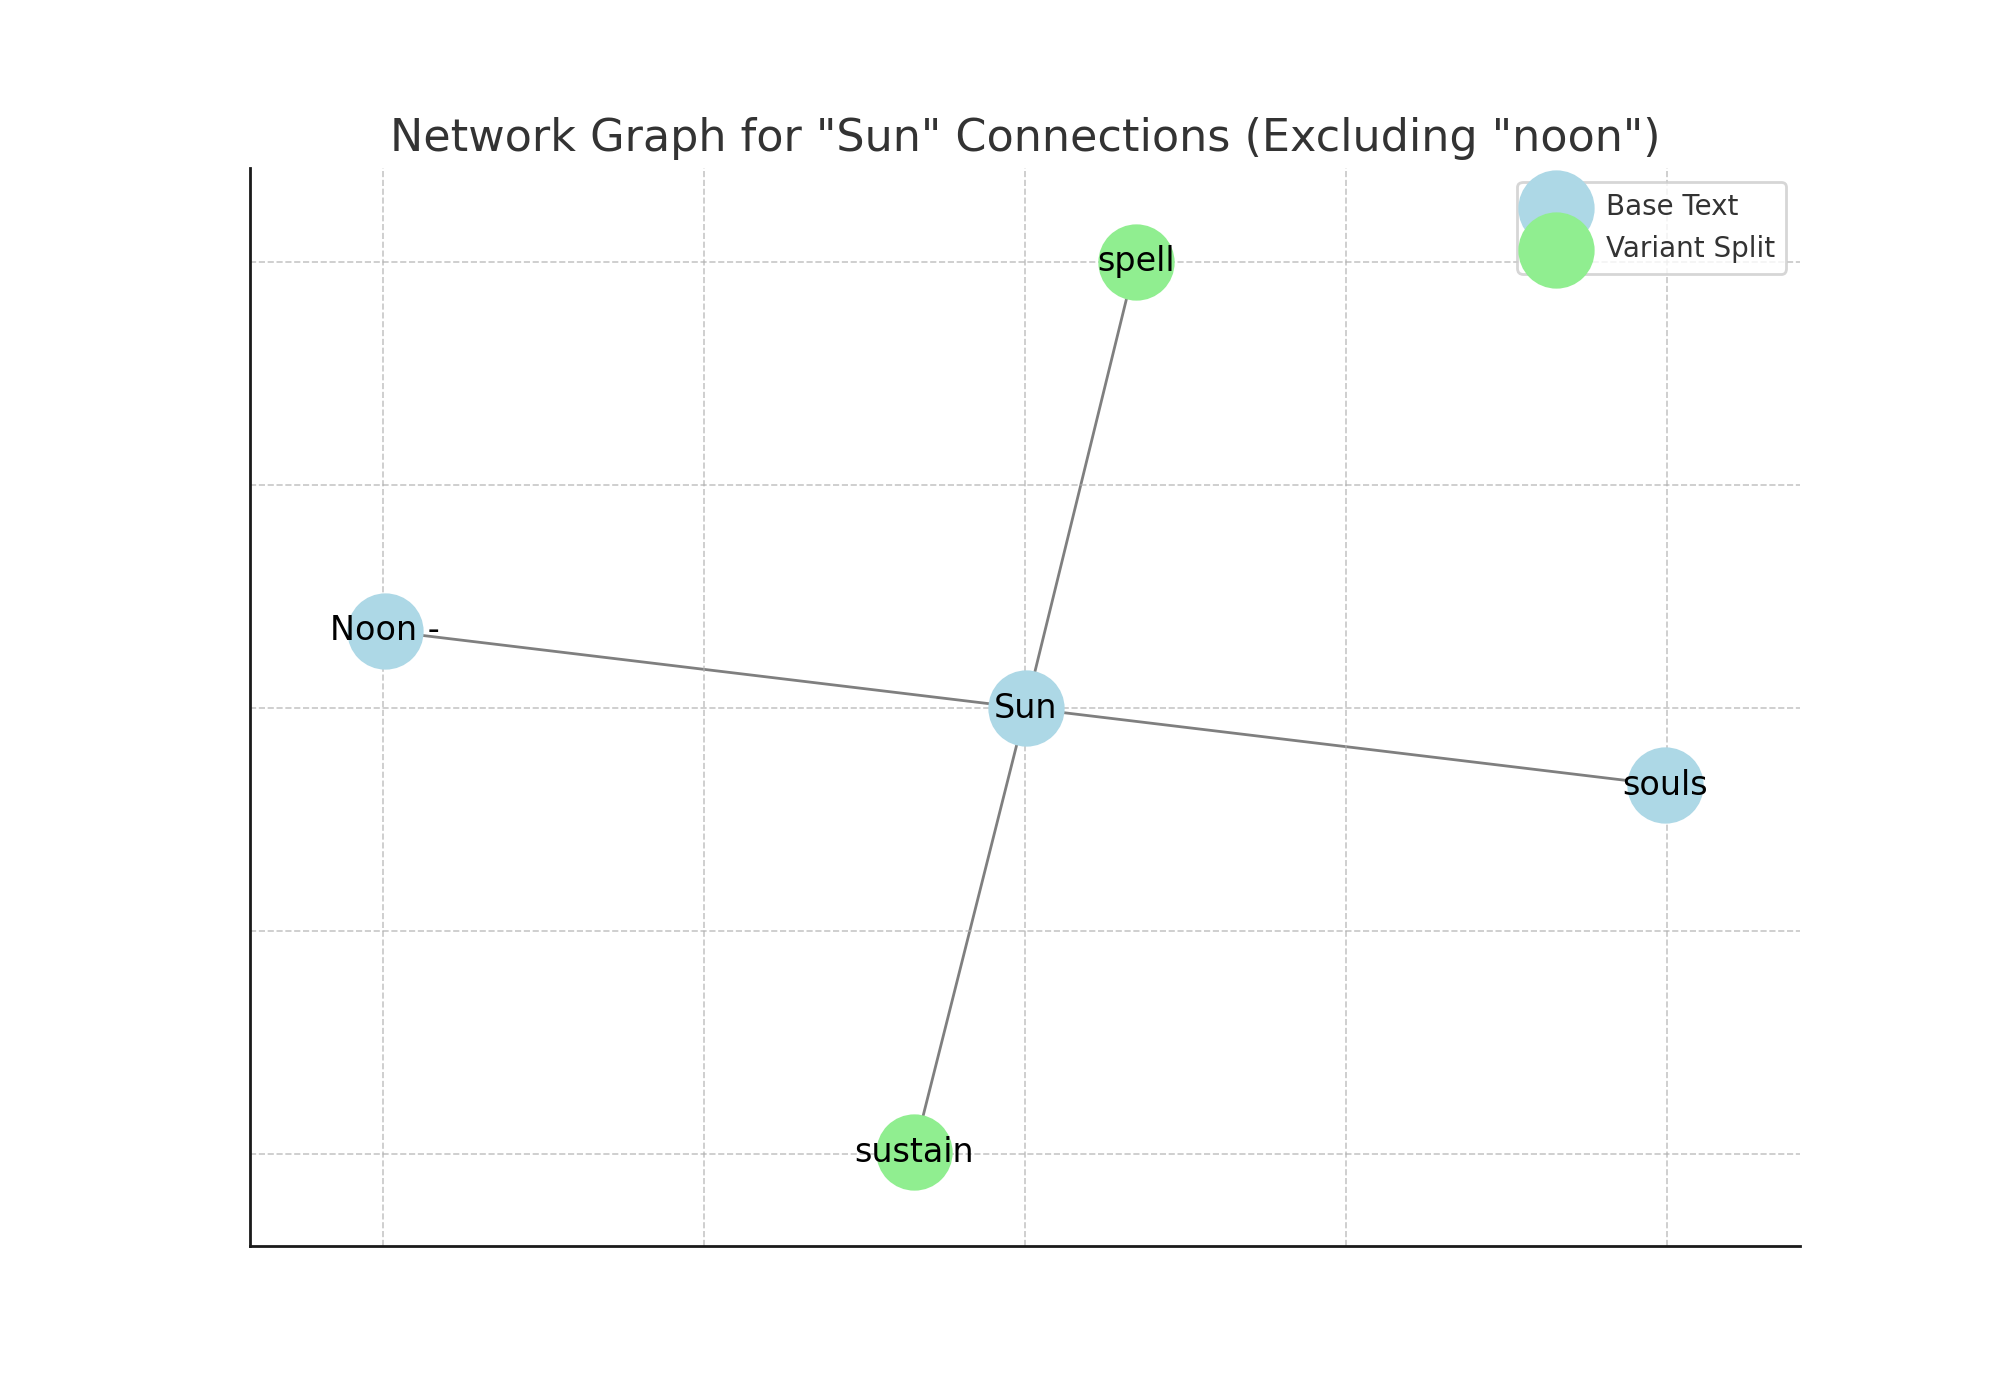 Network Graph for "Sun" Connections (Excluding "noon")
Base Text
Variant Split
spell
Noon -
Sun
souls
sustain